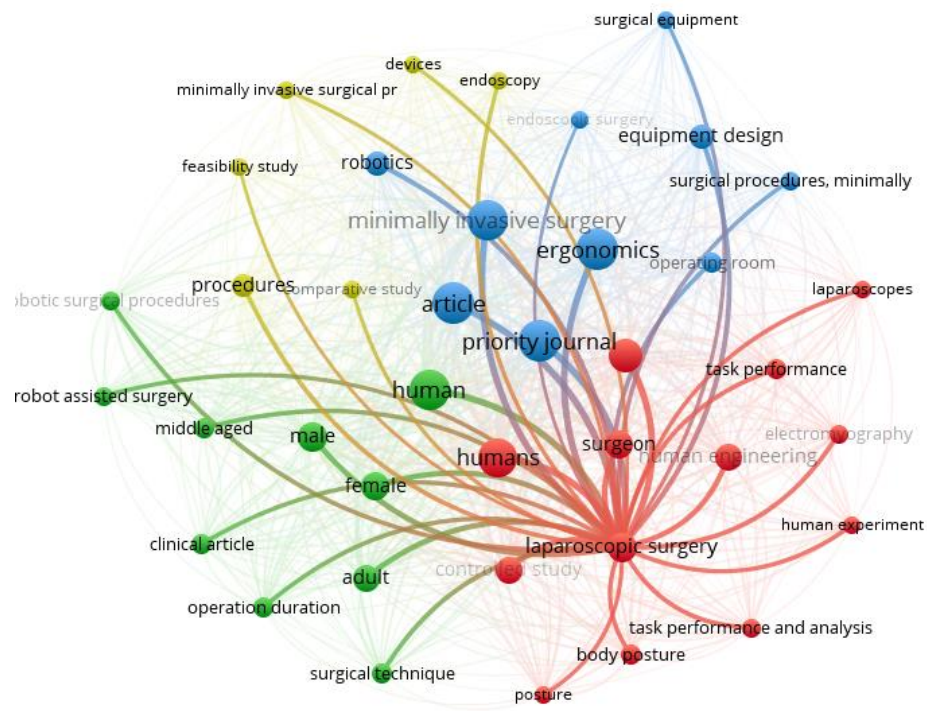 surgical equipment
devices
endoscopy
minimally invasive surgical pr
endoscopic surgery
equipment design
robotics
feasibility study
surgical procedures, minimally
minimally invasive surgery
ergonomics
operating room
procedures
comparative study
laparoscopes
obotic surgical procedures
article
priority journal
task performance
human
robot assisted surgery
middle aged
male
surgeon
electromyography
humans
human engineering
female
human experiment
clinical article
laparoscopic surgery
controlled study
adult
operation duration
task performance and analysis
body posture
surgical technique
posture